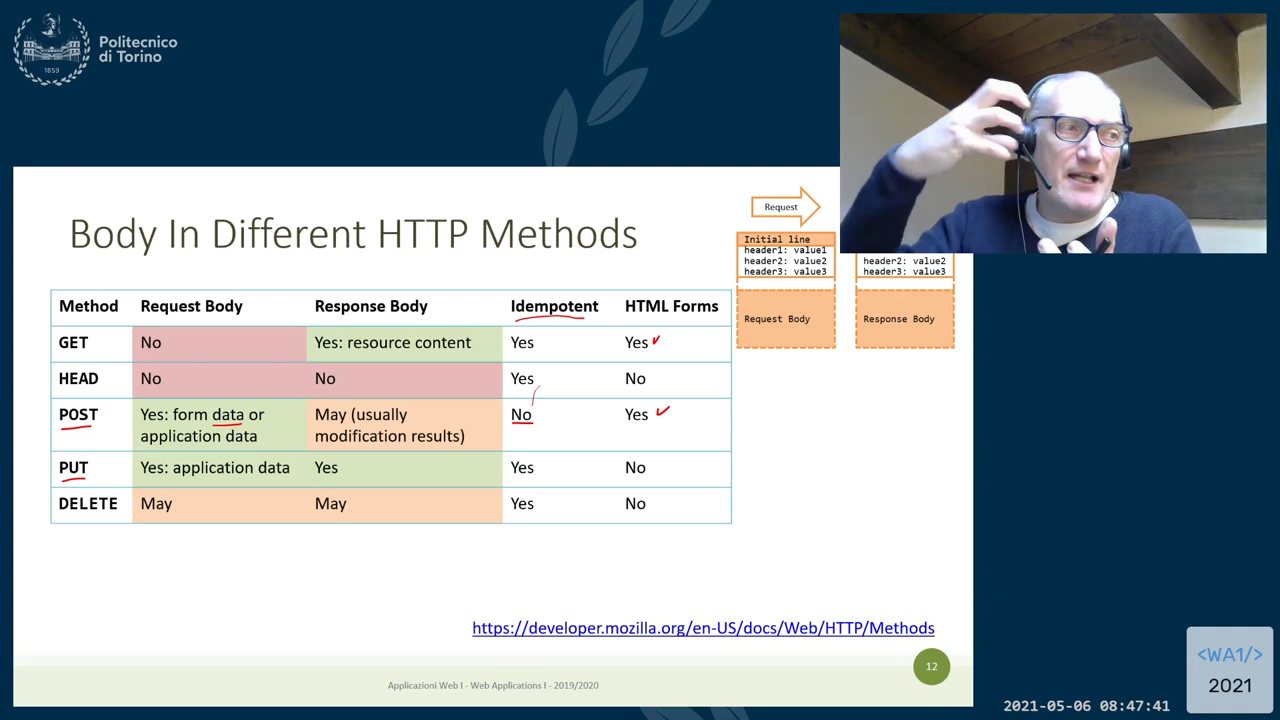 Politecnico
di Torino
1859
Body In Different HTTP Methods
Request
Initial line
header1: value1
header2: value2
header3: value3
Request Body
header2: value2
header3: value3
Response Body
Method Request Body Response Body Idempotent HTML Forms
GET No Yes: resource content Yes Yes
HEAD No No Yes No
POST Yes: form data or application data May (usually modification results) No Yes
PUT Yes: application data Yes Yes No
DELETE May May Yes No
https://developer.mozilla.org/en-US/docs/Web/HTTP/Methods
12
Applicazioni Web I - Web Applications I - 2019/2020
<WA1/>
2021
2021-05-06 08:47:41